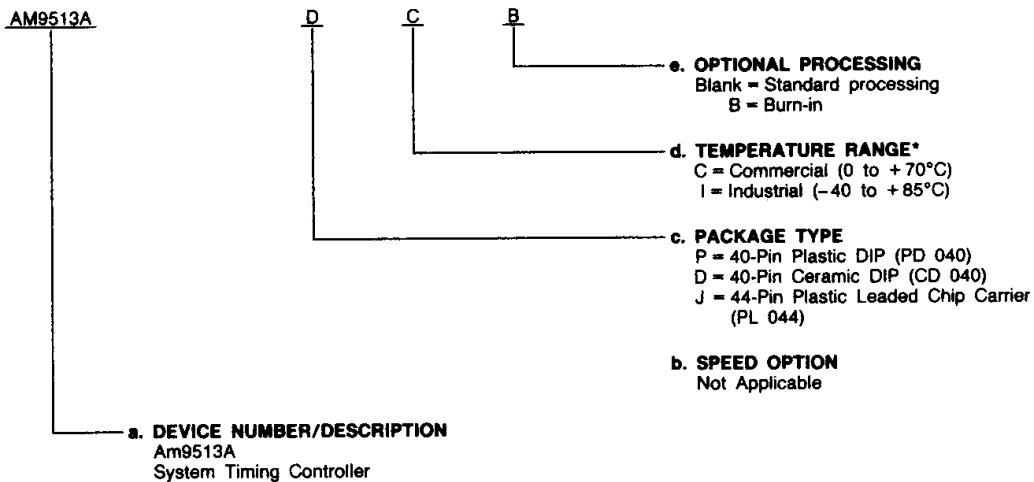 AM9513A D C B
e. OPTIONAL PROCESSING
Blank = Standard processing
B = Burn-in
d. TEMPERATURE RANGE*
C = Commercial (0 to +70°C)
I = Industrial (-40 to +85°C)
c. PACKAGE TYPE
P = 40-Pin Plastic DIP (PD 040)
D = 40-Pin Ceramic DIP (CD 040)
J = 44-Pin Plastic Leaded Chip Carrier
(PL 044)
b. SPEED OPTION
Not Applicable
a. DEVICE NUMBER/DESCRIPTION
Am9513A
System Timing Controller